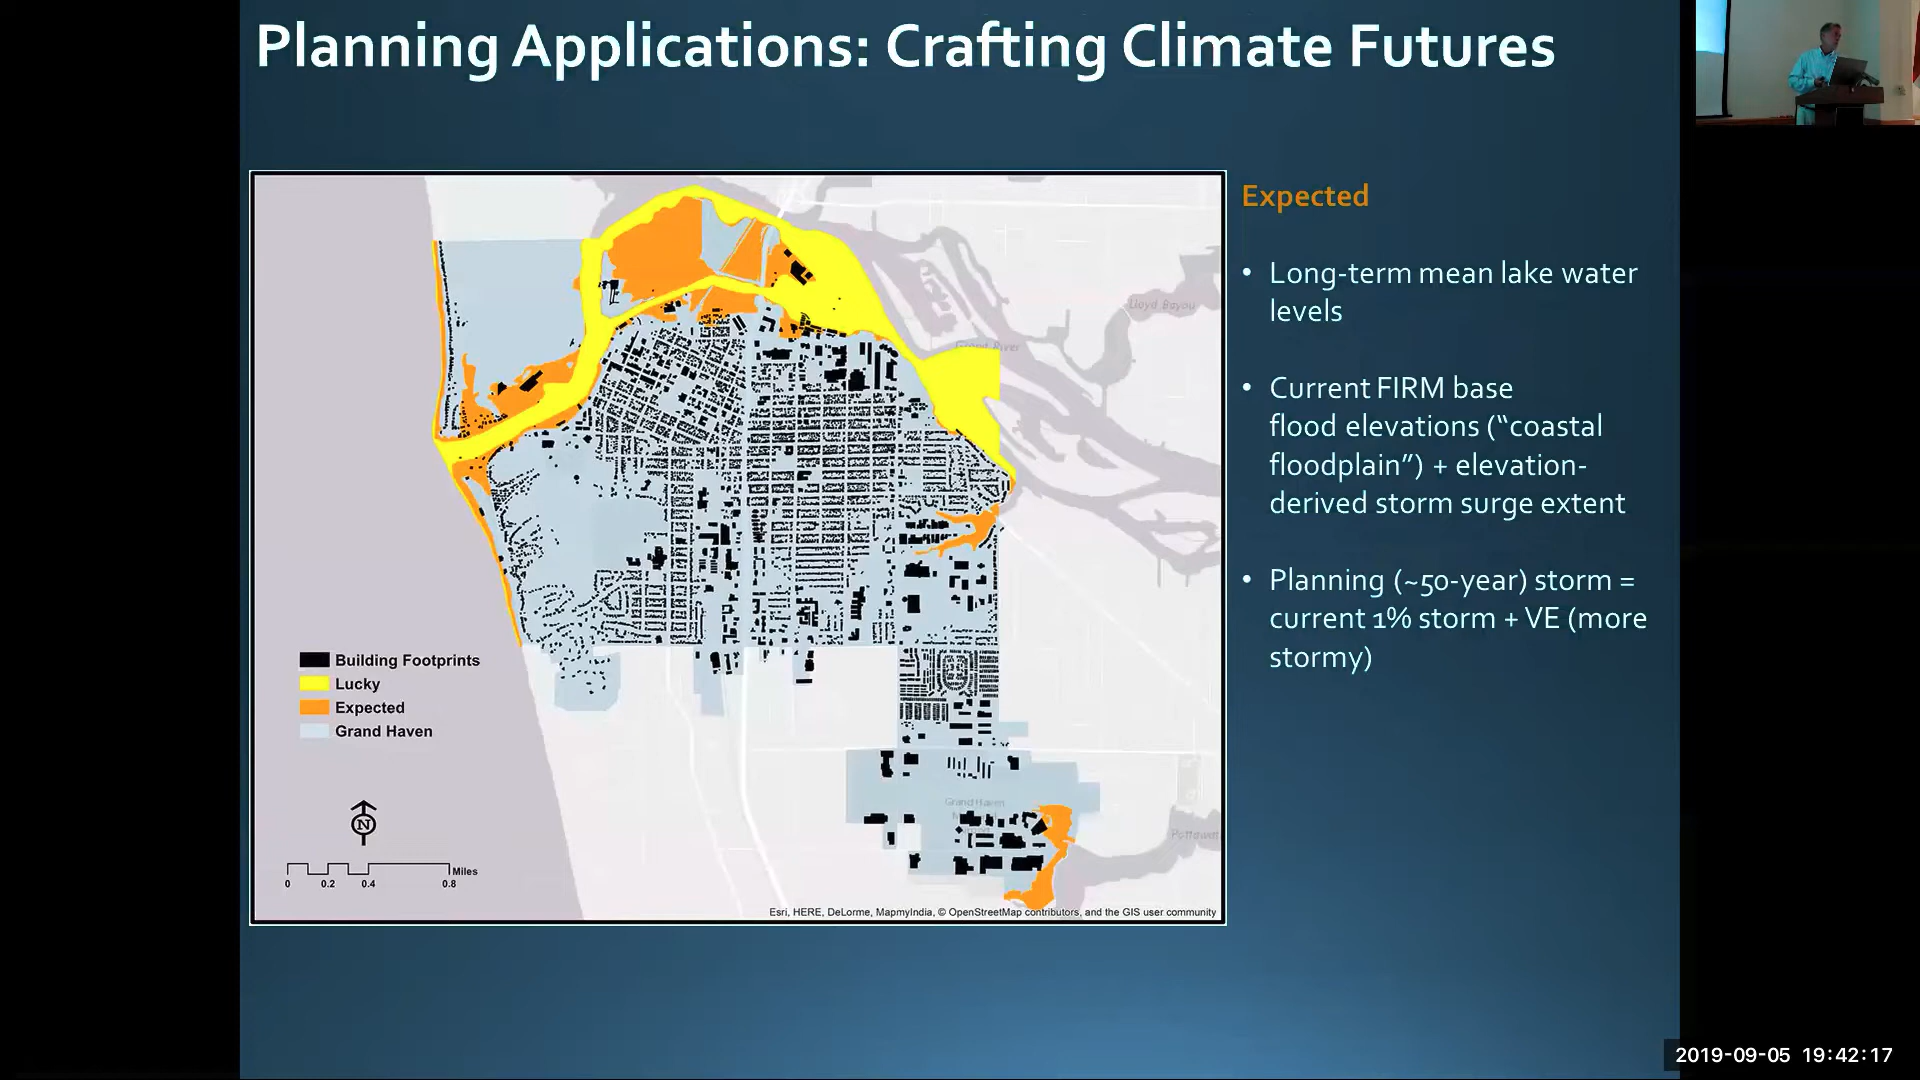 Planning Applications: Crafting Climate Futures
Expected
• Long-term mean lake water
levels
• Current FIRM base
flood elevations (“coastal
floodplain”) + elevation-
derived storm surge extent
• Planning (~50-year) storm =
current 1% storm + VE (more
stormy)
Lloyd Bayou
Grand River
Building Footprints
Lucky
Expected
Grand Haven
N
Miles
0 0.2 0.4 0.8
Grand Haven
Esri, HERE, DeLorme, MapmyIndia, © OpenStreetMap contributors, and the GIS user community
2019-09-05 19:42:17